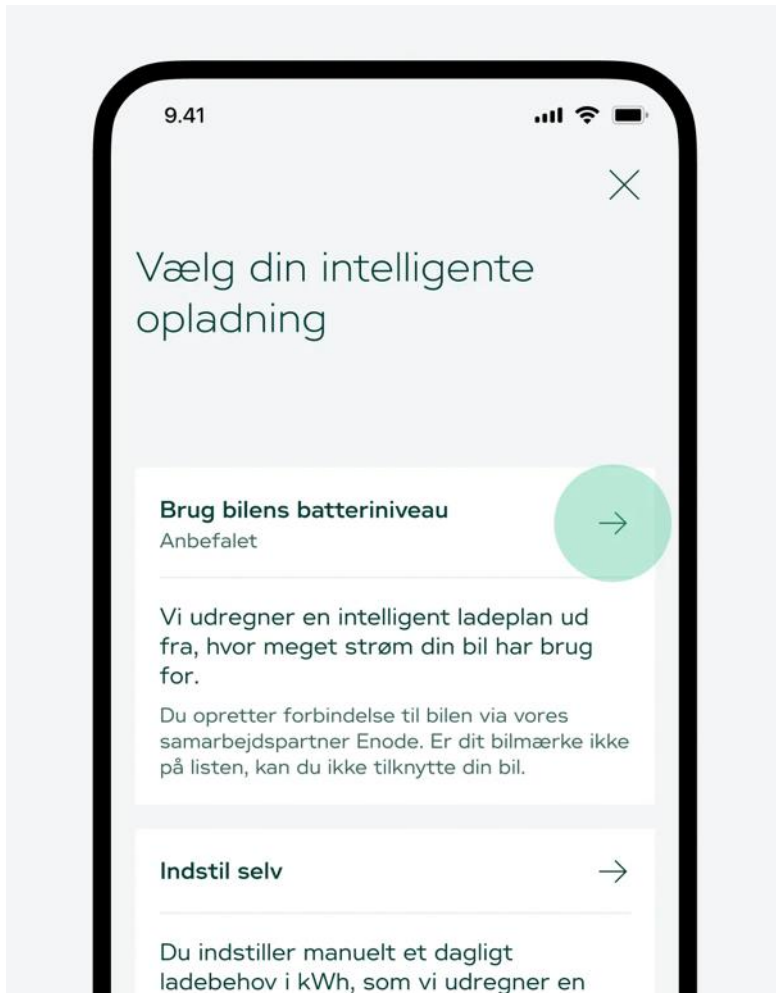 9.41
Vælg din intelligente
opladning
Brug bilens batteriniveau
Anbefalet
Vi udregner en intelligent ladeplan ud
fra, hvor meget strøm din bil har brug
for.
Du opretter forbindelse til bilen via vores
samarbejdspartner Enode. Er dit bilmærke ikke
på listen, kan du ikke tilknytte din bil.
Indstil selv
Du indstiller manuelt et dagligt
ladebehov i kWh, som vi udregner en